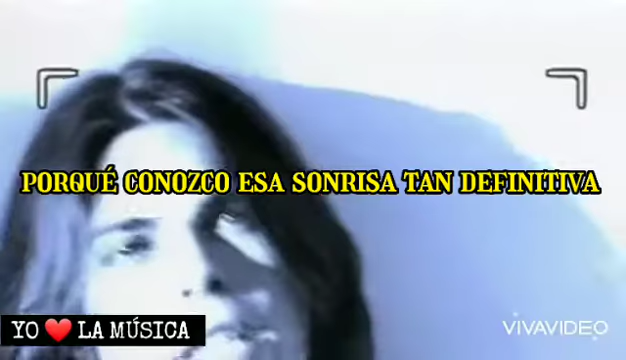 PORQUÉ CONOZCO ESA SONRISA TAN DEFINITIVA
YO ❤️ LA MÚSICA
VIVAVIDEO